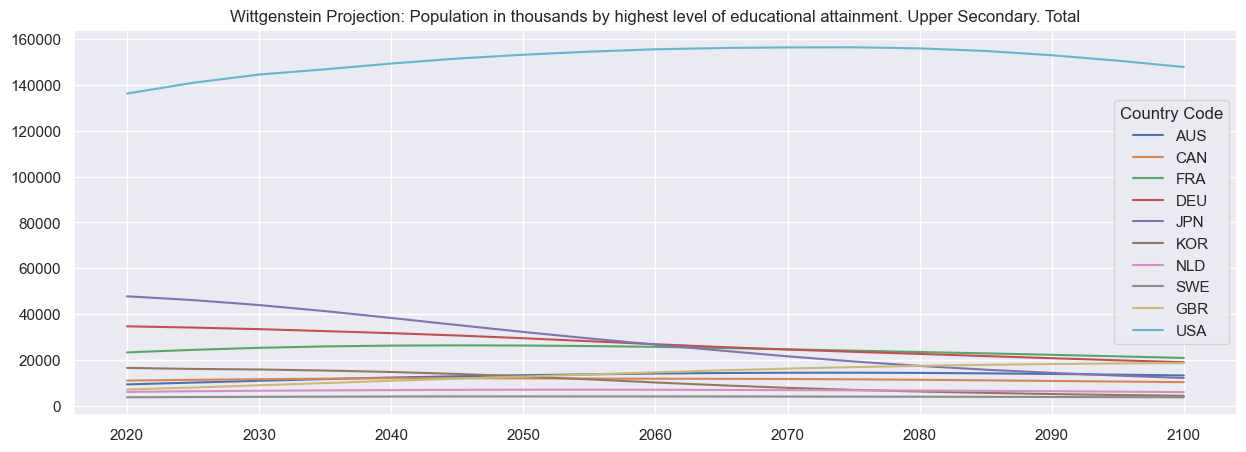 Wittgenstein Projection: Population in thousands by highest level of educational attainment. Upper Secondary. Total
160000
140000
120000
100000
80000
60000
40000
20000
0
2020 2030 2040 2050 2060 2070 2080 2090 2100
Country Code
AUS
CAN
FRA
DEU
JPN
KOR
NLD
SWE
GBR
USA